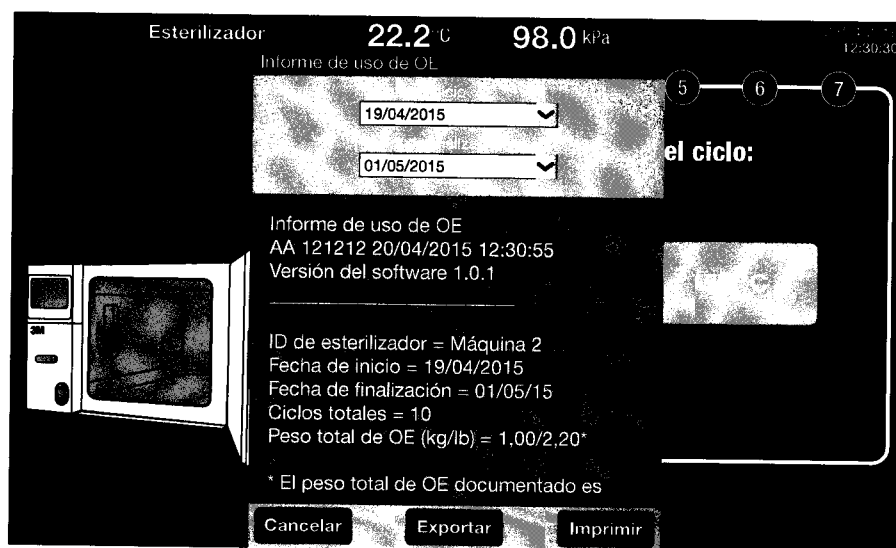 Esterilizador 22.2 °C 98.0 kPa
12:30:30
Informe de uso de OE
19/04/2015
01/05/2015
5 6 7
el ciclo:
Informe de uso de OE
AA 121212 20/04/2015 12:30:55
Versión del software 1.0.1
ID de esterilizador = Máquina 2
Fecha de inicio = 19/04/2015
Fecha de finalización = 01/05/15
Ciclos totales = 10
Peso total de OE (kg/lb) = 1,00/2,20*
* El peso total de OE documentado es
3M
Cancelar Exportar Imprimir